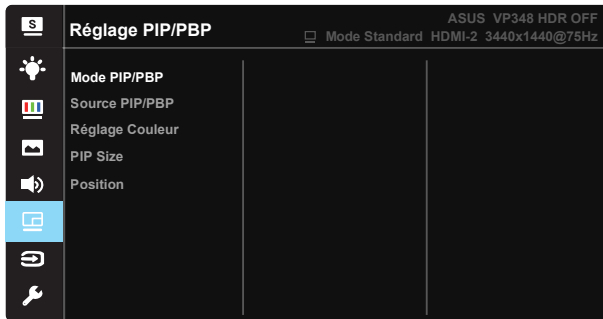 S
Réglage PIP/PBP
ASUS VP348 HDR OFF
Mode Standard HDMI-2 3440x1440@75Hz
Mode PIP/PBP
Source PIP/PBP
Réglage Couleur
PIP Size
Position